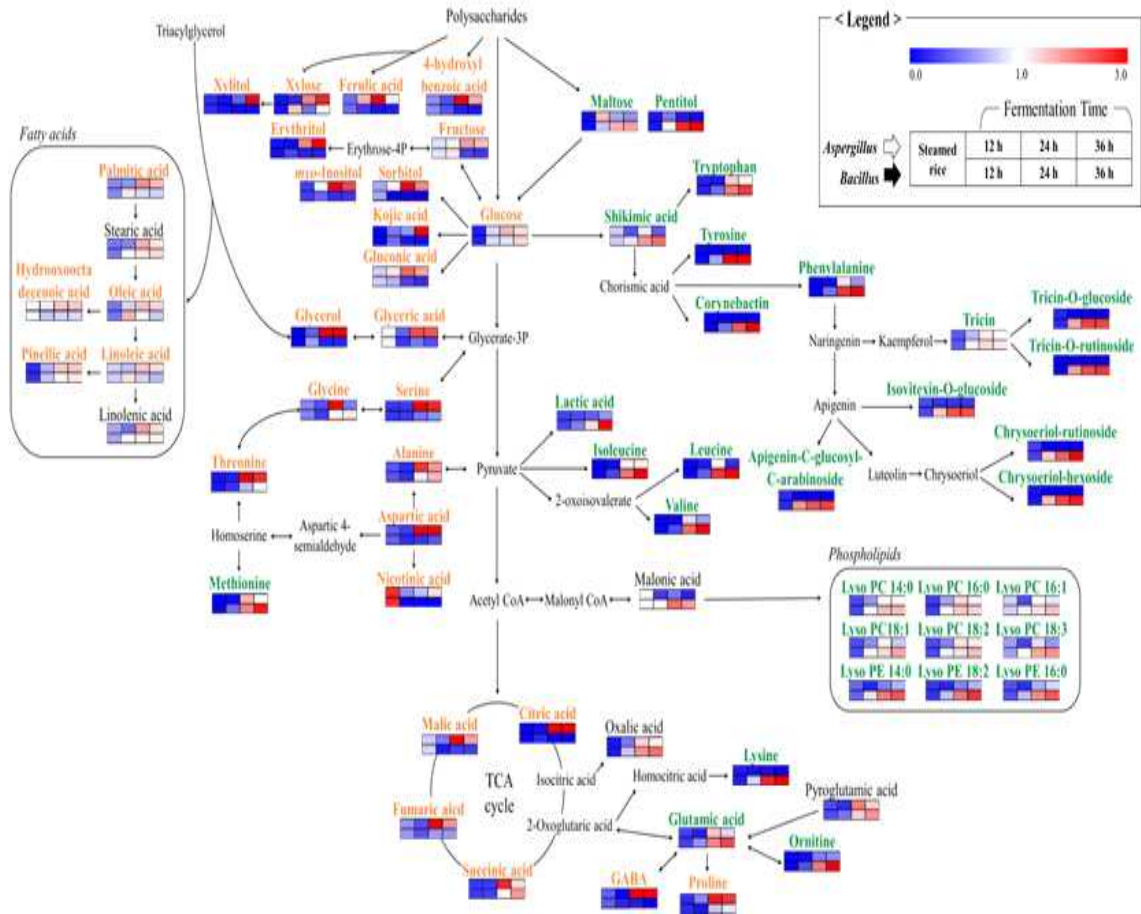 Polysaccharides
Triacylglycerol
< Legend >
0.0 1.0 3.0
Fermentation Time
Aspergillus
Bacillus
Steamed rice
12 h 24 h 36 h
12 h 24 h 36 h
Xylitol
Xylose
Ferulic acid
4-hydroxyl
benzoic acid
Maltose
Pentitol
Erythritol
Erythrose-4P
Fructose
myo-Inositol
Sorbitol
Kojic acid
Glucose
Gluconic acid
Fatty acids
Palmitic acid
Stearic acid
Hydrooxoocta
decenoic acid
Oleic acid
Pinellic acid
Linoleic acid
Linolenic acid
Tryptophan
Shikimic acid
Tyrosine
Chorismic acid
Corynebactin
Phenylalanine
Tricin-O-glucoside
Tricin
Naringenin
Kaempferol
Tricin-O-rutinoside
Apigenin
Isovitexin-O-glucoside
Apigenin-C-glucosyl-
C-arabinoside
Luteolin
Chrysoeriol
Chrysoeriol-rutinoside
Chrysoeriol-hexoside
Glycerol
Glyceric acid
Glycerate-3P
Glycine
Serine
Lactic acid
Threonine
Alanine
Pyruvate
Isoleucine
Leucine
2-oxoisovalerate
Valine
Homoserine
Aspartic 4-
semialdehyde
Aspartic acid
Methionine
Nicotinic acid
Acetyl CoA
Malonyl CoA
Malonic acid
Phospholipids
Lyso PC 14:0 Lyso PC 16:0 Lyso PC 16:1
Lyso PC18:1 Lyso PC 18:2 Lyso PC 18:3
Lyso PE 14:0 Lyso PE 18:2 Lyso PE 16:0
Malic acid
Citric acid
TCA
cycle
Isocitric acid
Oxalic acid
Homocitric acid
Lysine
Fumaric aicd
2-Oxoglutaric acid
Glutamic acid
Pyroglutamic acid
Ornitine
Succinic acid
GABA
Proline